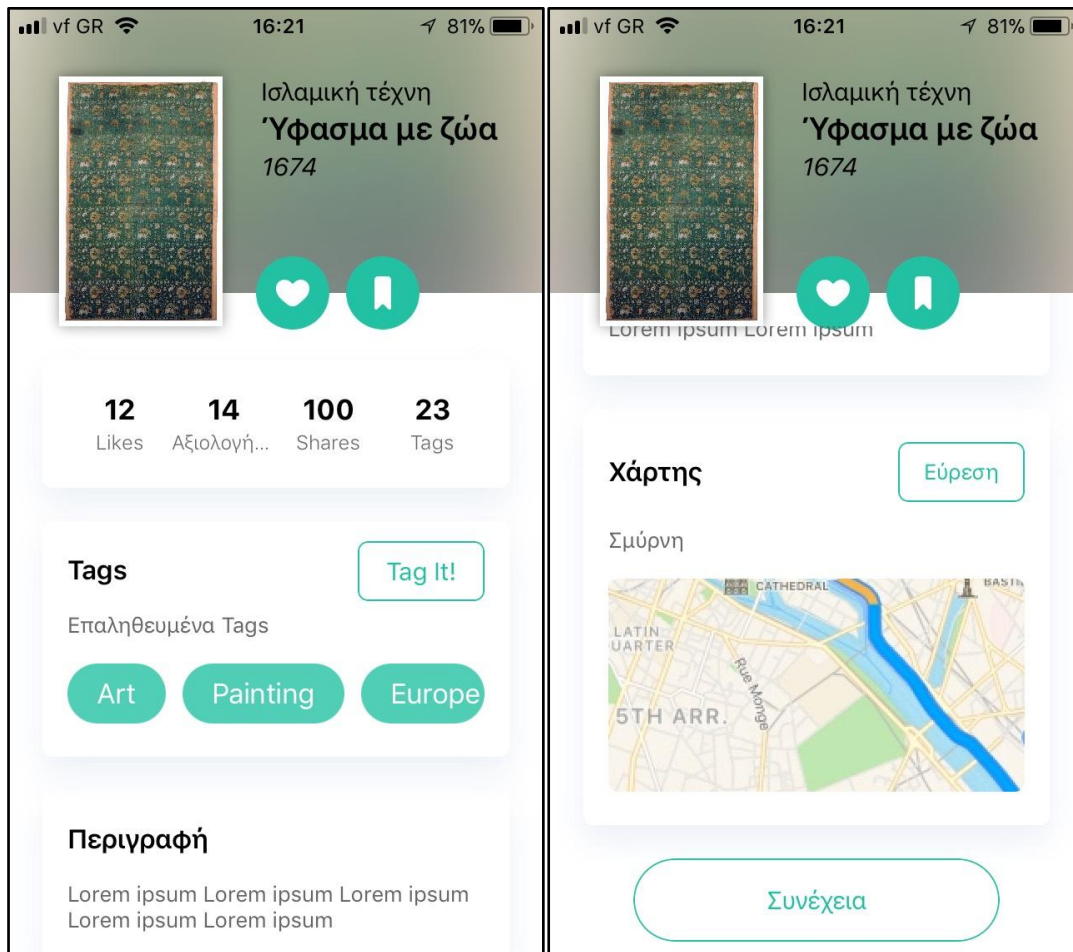 vf GR 16:21 81%
Ισλαμική τέχνη
Ύφασμα με ζώα
1674
12 14 100 23
Likes Αξιολογή... Shares Tags
Tags Tag It!
Επαληθευμένα Tags
Art Painting Europe
Περιγραφή
Lorem ipsum Lorem ipsum Lorem ipsum
Lorem ipsum Lorem ipsum
vf GR 16:21 81%
Ισλαμική τέχνη
Ύφασμα με ζώα
1674
Lorem ipsum Lorem ipsum
Χάρτης Εύρεση
Σμύρνη
CATHEDRAL
BASTI
LATIN
UARTER
Rue Monge
5TH ARR.
Συνέχεια